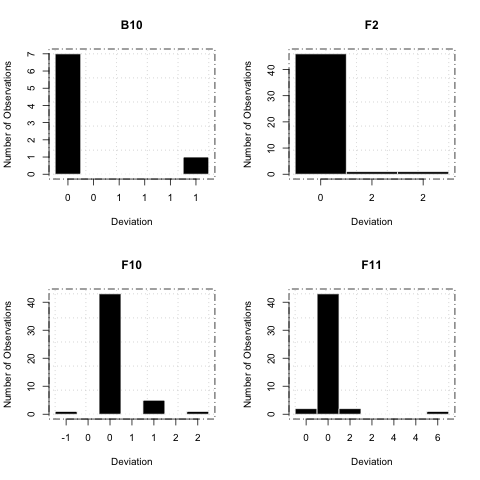 B10
Number of Observations
0 1 2 3 4 5 6 7
0 0 1 1 1 1
Deviation
F2
Number of Observations
0 10 20 30 40
0 2 2
Deviation
F10
Number of Observations
0 10 20 30 40
-1 0 0 1 1 2 2
Deviation
F11
Number of Observations
0 10 20 30 40
0 0 2 2 4 4 6
Deviation